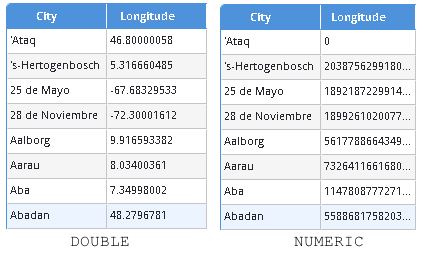 City Longitude
'Ataq 46.80000058
's-Hertogenbosch 5.316660485
25 de Mayo -67.68329533
28 de Noviembre -72.30001612
Aalborg 9.916593382
Aarau 8.03400361
Aba 7.34998002
Abadan 48.2796781
DOUBLE
City Longitude
'Ataq 0
's-Hertogenbosch 2038756299180...
25 de Mayo 1892187229914...
28 de Noviembre 1899261020077...
Aalborg 5617788664349...
Aarau 7326411661680...
Aba 1147808777271...
Abadan 5588681758203...
NUMERIC